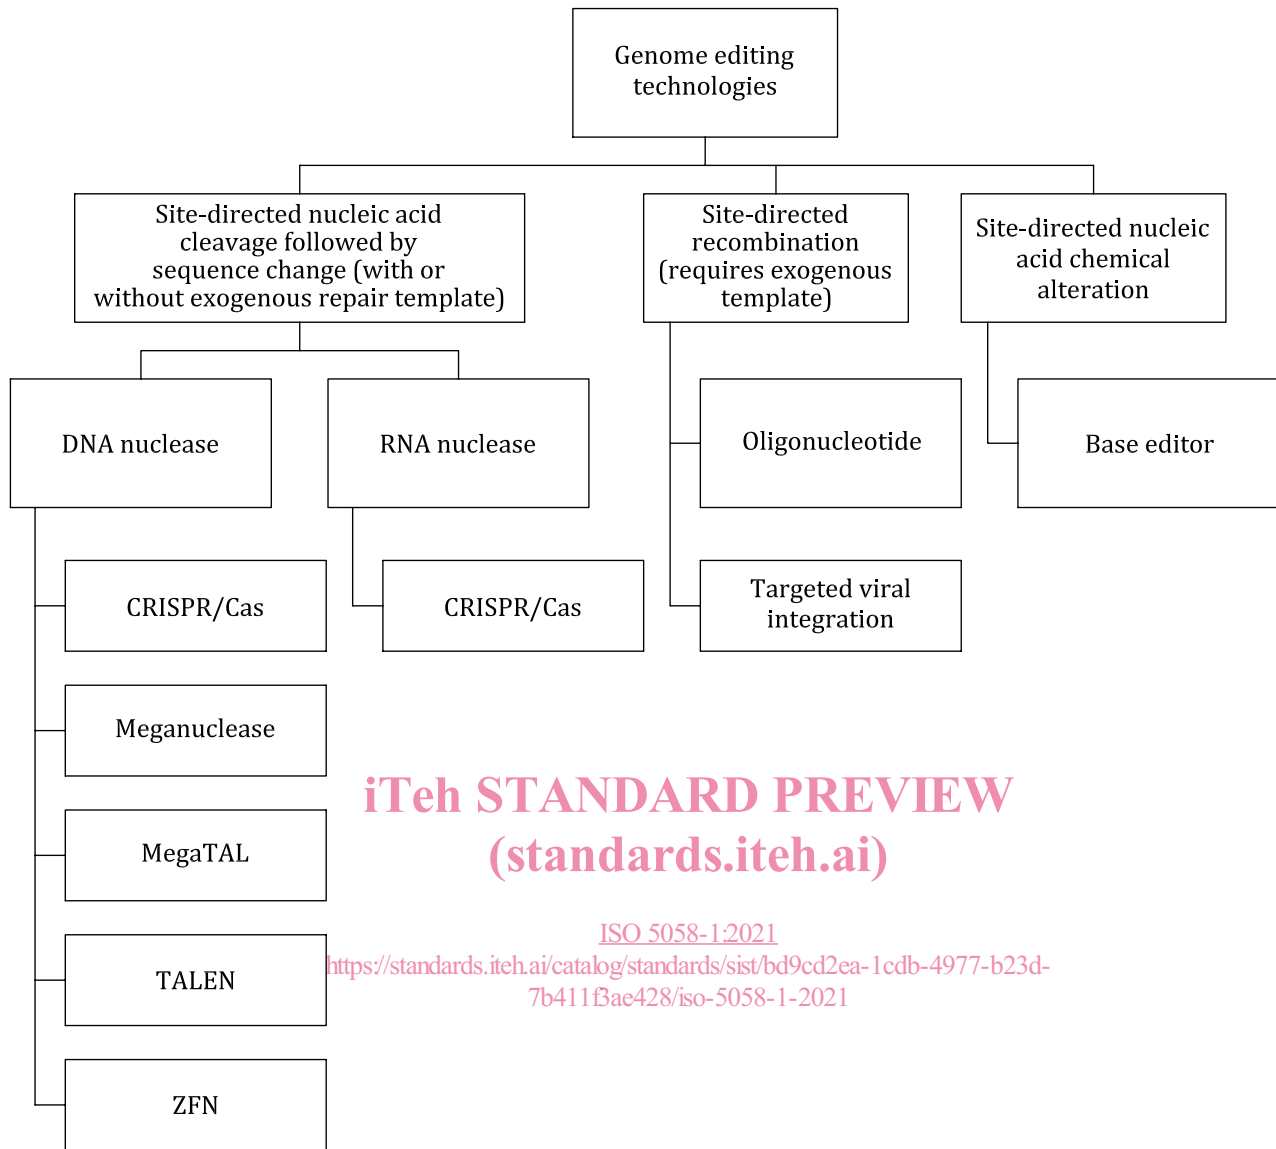 Genome editing
technologies
Site-directed nucleic acid
cleavage followed by
sequence change (with or
without exogenous repair template)
Site-directed
recombination
(requires exogenous
template)
Site-directed nucleic
acid chemical
alteration
DNA nuclease
RNA nuclease
Oligonucleotide
Base editor
CRISPR/Cas
CRISPR/Cas
Targeted viral
integration
Meganuclease
MegaTAL
TALEN
ZFN
iTeh STANDARD PREVIEW
(standards.iteh.ai)
ISO 5058-1:2021
https://standards.iteh.ai/catalog/standards/sist/bd9cd2ea-1cdb-4977-b23d-
7b411f3ae428/iso-5058-1-2021